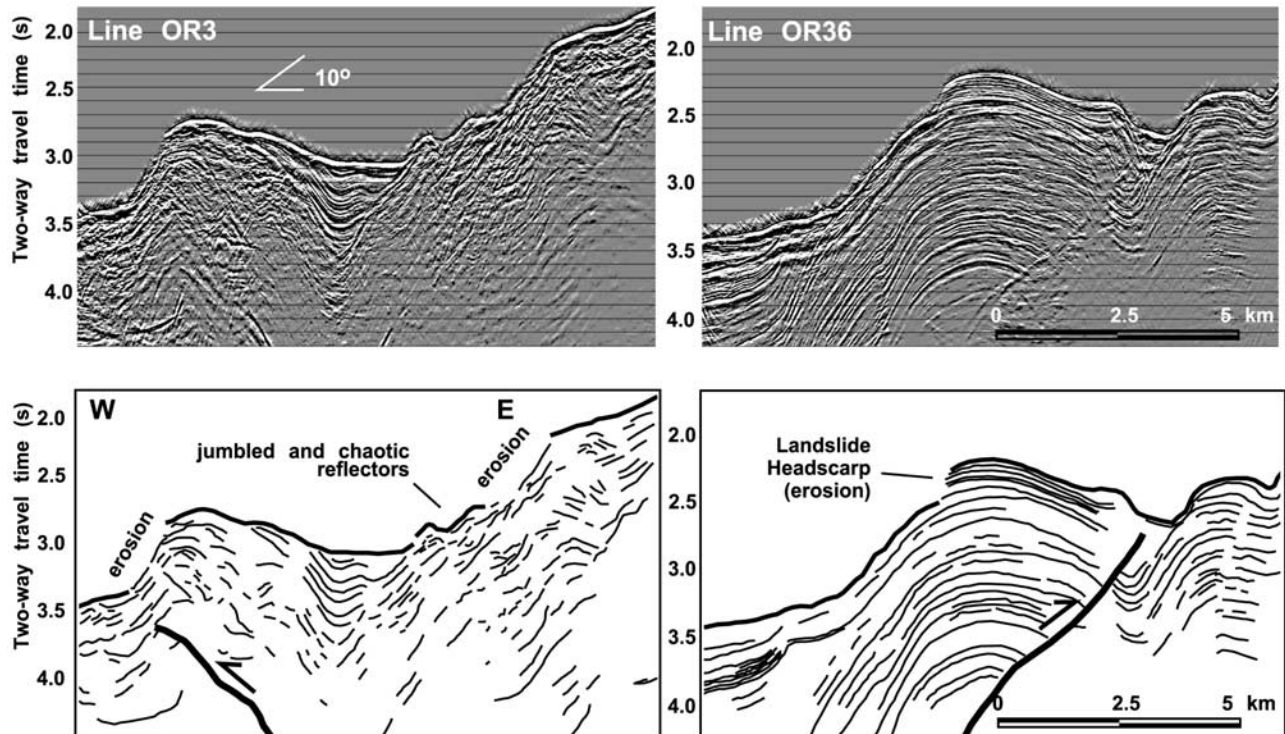 Line OR3
Two-way travel time (s)
2.0
2.5
3.0
3.5
4.0
10º
Line OR36
2.0
2.5
3.0
3.5
4.0
0 2.5 5 km
W
E
Two-way travel time (s)
2.0
2.5
3.0
3.5
4.0
erosion
jumbled and chaotic
reflectors
erosion
2.0
2.5
3.0
3.5
4.0
Landslide
Headscarp
(erosion)
0 2.5 5 km